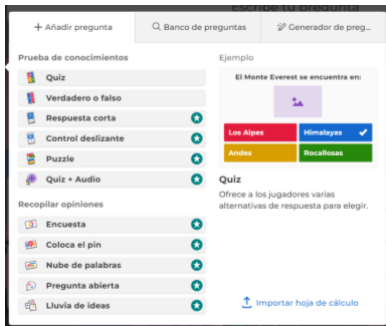 Escribe tu pregunta
+ Añadir pregunta
Banco de preguntas
Generador de preg...
Prueba de conocimientos
Quiz
Verdadero o falso
Respuesta corta
Control deslizante
Puzzle
Quiz + Audio
Recopilar opiniones
Encuesta
Coloca el pin
Nube de palabras
Pregunta abierta
Lluvia de ideas
Ejemplo
El Monte Everest se encuentra en:
Los Alpes
Himalayas
Andes
Rocallosas
Quiz
Ofrece a los jugadores varias
alternativas de respuesta para elegir.
Importar hoja de cálculo